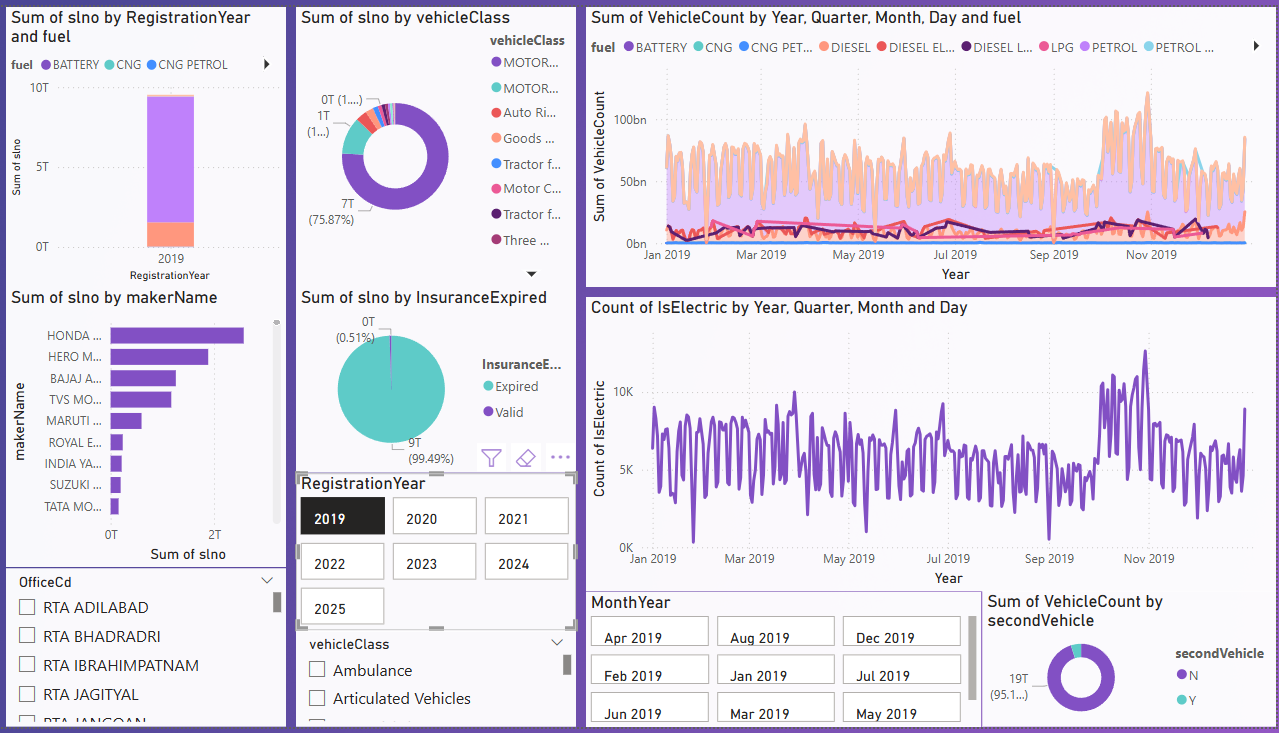 Sum of slno by RegistrationYear
and fuel
fuel BATTERY CNG CNG PETROL
10T
5T
0T
Sum of slno
2019
RegistrationYear
Sum of slno by makerName
makerName
HONDA ...
HERO M...
BAJAJ A...
TVS MO...
MARUTI ...
ROYAL E...
INDIA YA...
SUZUKI ...
TATA MO...
0T 2T
Sum of slno
OfficeCd
RTA ADILABAD
RTA BHADRADRI
RTA IBRAHIMPATNAM
RTA JAGITYAL
RTA JANGOAN
Sum of slno by vehicleClass
vehicleClass
MOTOR...
MOTOR...
Auto Ri...
Goods ...
Tractor f...
Motor C...
Tractor f...
Three ...
0T (1....)
1T
(1...)
7T
(75.87%)
Sum of slno by InsuranceExpired
0T
(0.51%)
InsuranceE...
Expired
Valid
9T
(99.49%)
RegistrationYear
2019 2020 2021
2022 2023 2024
2025
vehicleClass
Ambulance
Articulated Vehicles
Sum of VehicleCount by Year, Quarter, Month, Day and fuel
fuel BATTERY CNG CNG PET... DIESEL DIESEL EL... DIESEL L... LPG PETROL PETROL ...
100bn
50bn
0bn
Sum of VehicleCount
Jan 2019 Mar 2019 May 2019 Jul 2019 Sep 2019 Nov 2019
Year
Count of IsElectric by Year, Quarter, Month and Day
10K
5K
0K
Count of IsElectric
Jan 2019 Mar 2019 May 2019 Jul 2019 Sep 2019 Nov 2019
Year
MonthYear
Apr 2019 Aug 2019 Dec 2019
Feb 2019 Jan 2019 Jul 2019
Jun 2019 Mar 2019 May 2019
Sum of VehicleCount by
secondVehicle
secondVehicle
N
Y
19T
(95.1...)